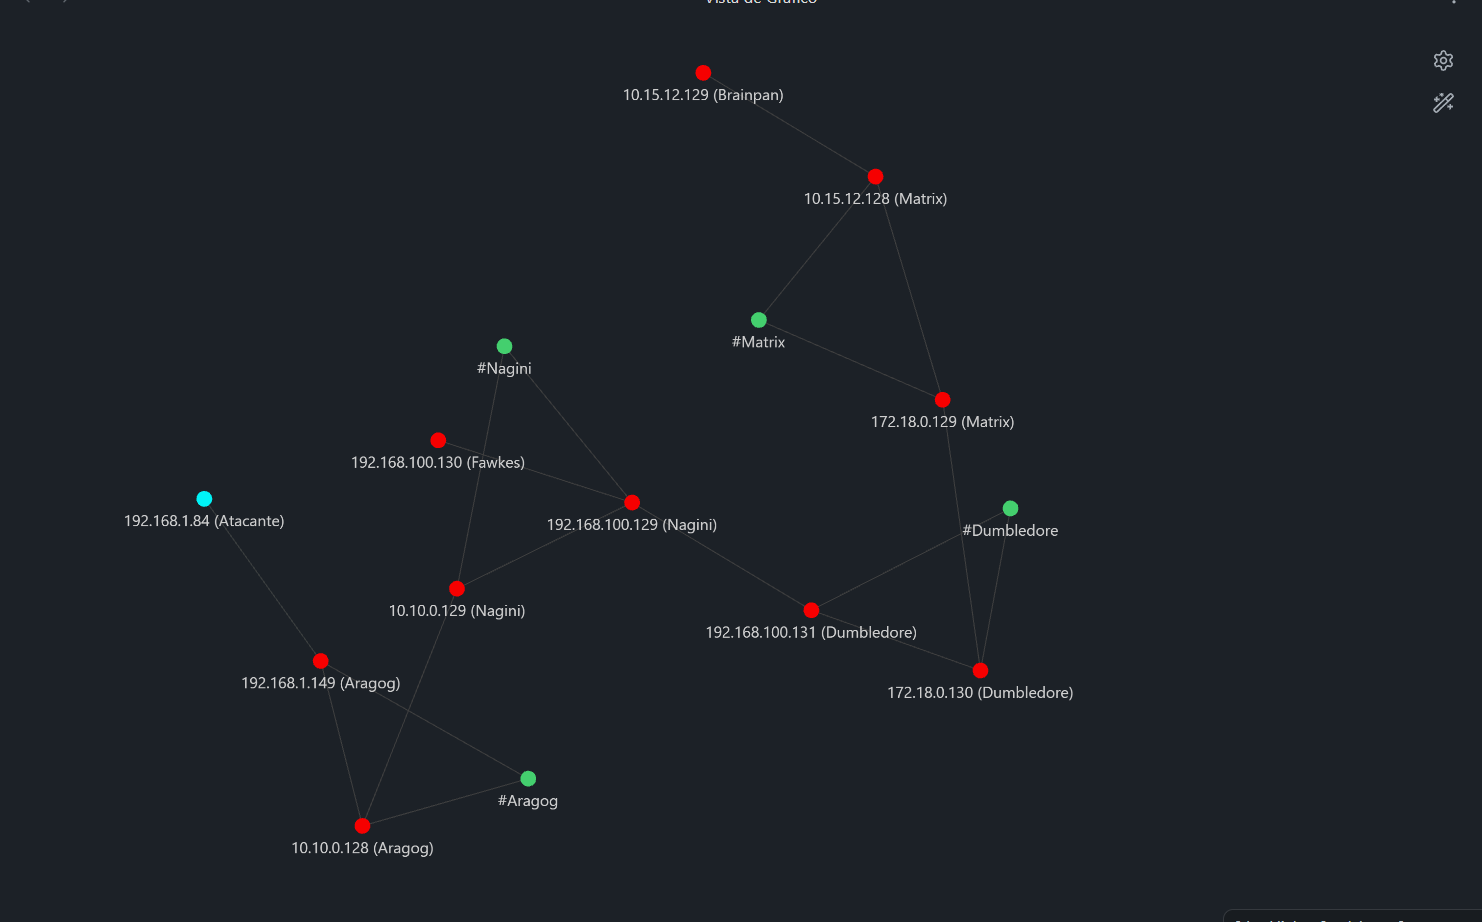 Vista de Gráfico
10.15.12.129 (Brainpan)
10.15.12.128 (Matrix)
#Matrix
#Nagini
172.18.0.129 (Matrix)
192.168.100.130 (Fawkes)
192.168.1.84 (Atacante)
192.168.100.129 (Nagini)
#Dumbledore
10.10.0.129 (Nagini)
192.168.100.131 (Dumbledore)
192.168.1.149 (Aragog)
172.18.0.130 (Dumbledore)
#Aragog
10.10.0.128 (Aragog)